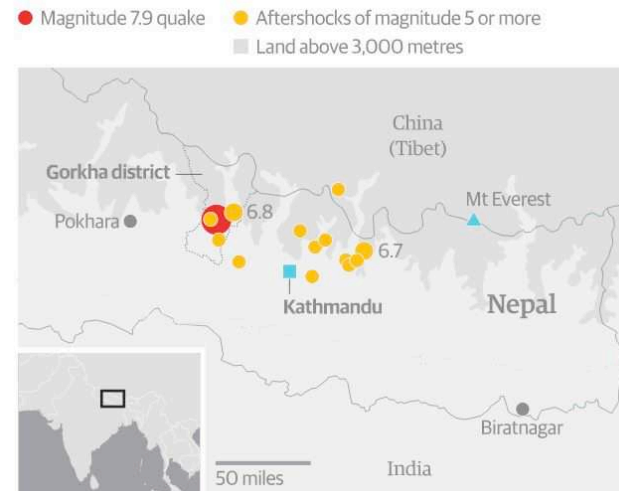 Magnitude 7.9 quake
Aftershocks of magnitude 5 or more
Land above 3,000 metres
China
(Tibet)
Gorkha district
Mt Everest
Pokhara
6.8
6.7
Kathmandu
Nepal
Biratnagar
50 miles
India